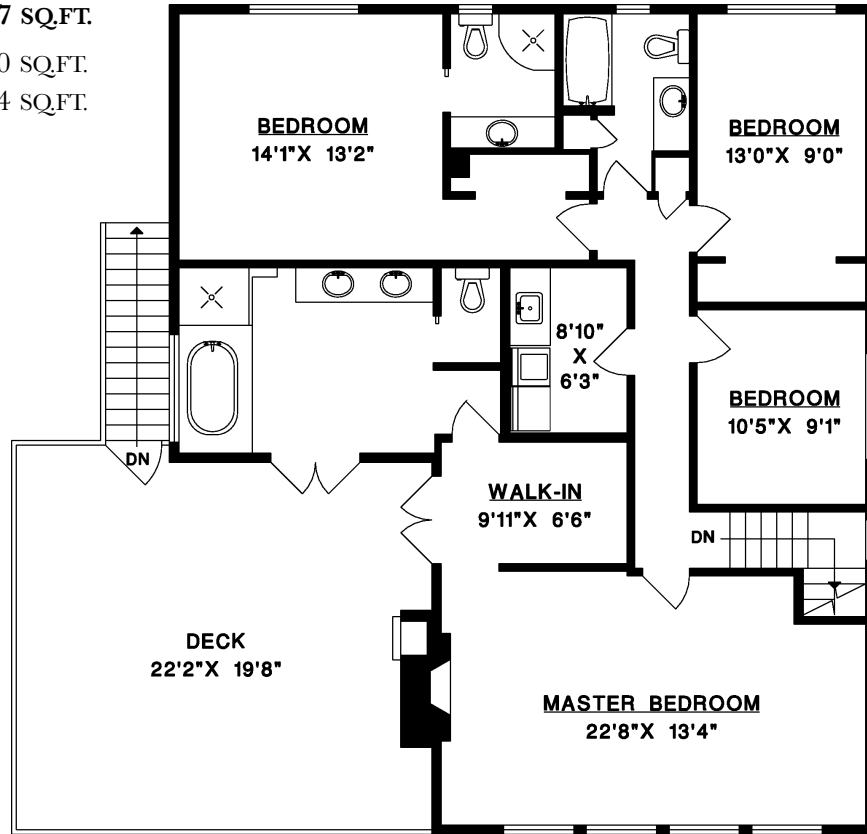 7 SQ.FT.
0 SQ.FT.
4 SQ.FT.
BEDROOM
14'1"X 13'2"
BEDROOM
13'0"X 9'0"
8'10"
X
6'3"
BEDROOM
10'5"X 9'1"
DN
WALK-IN
9'11"X 6'6"
DN
DECK
22'2"X 19'8"
MASTER BEDROOM
22'8"X 13'4"